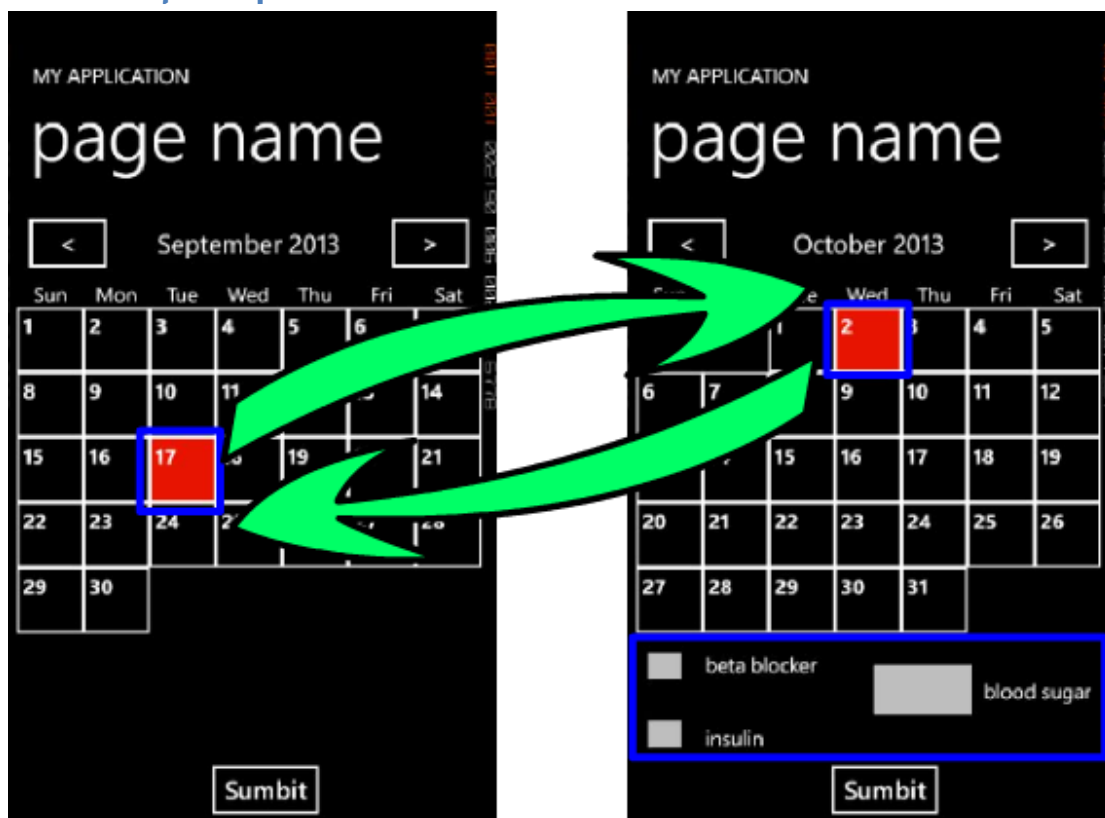 MY APPLICATION
page name
< September 2013 >
Sun Mon Tue Wed Thu Fri Sat
1 2 3 4 5 6
8 9 10 11 14
15 16 17 19 21
22 23 24 28
29 30
Sumbit
MY APPLICATION
page name
< October 2013 >
Wed Thu Fri Sat
1 2 3 4 5
6 7 9 10 11 12
15 16 17 18 19
20 21 22 23 24 25 26
27 28 29 30 31
beta blocker
blood sugar
insulin
Sumbit